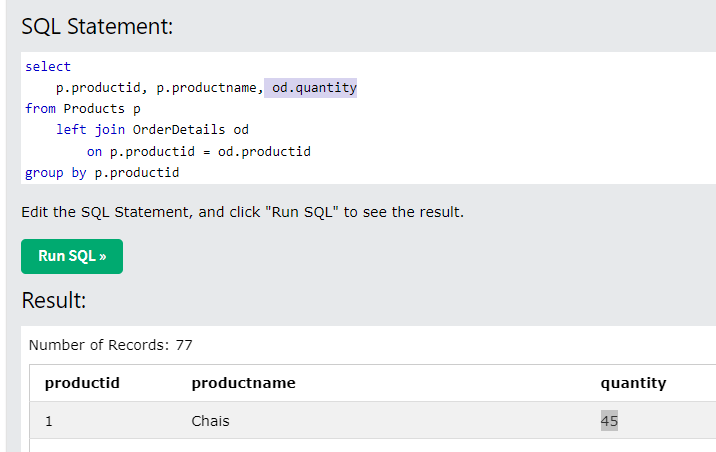 SQL Statement:
select
p.productid, p.productname, od.quantity
from Products p
left join OrderDetails od
on p.productid = od.productid
group by p.productid
Edit the SQL Statement, and click "Run SQL" to see the result.
Run SQL »
Result:
Number of Records: 77
productid productname quantity
1 Chais 45